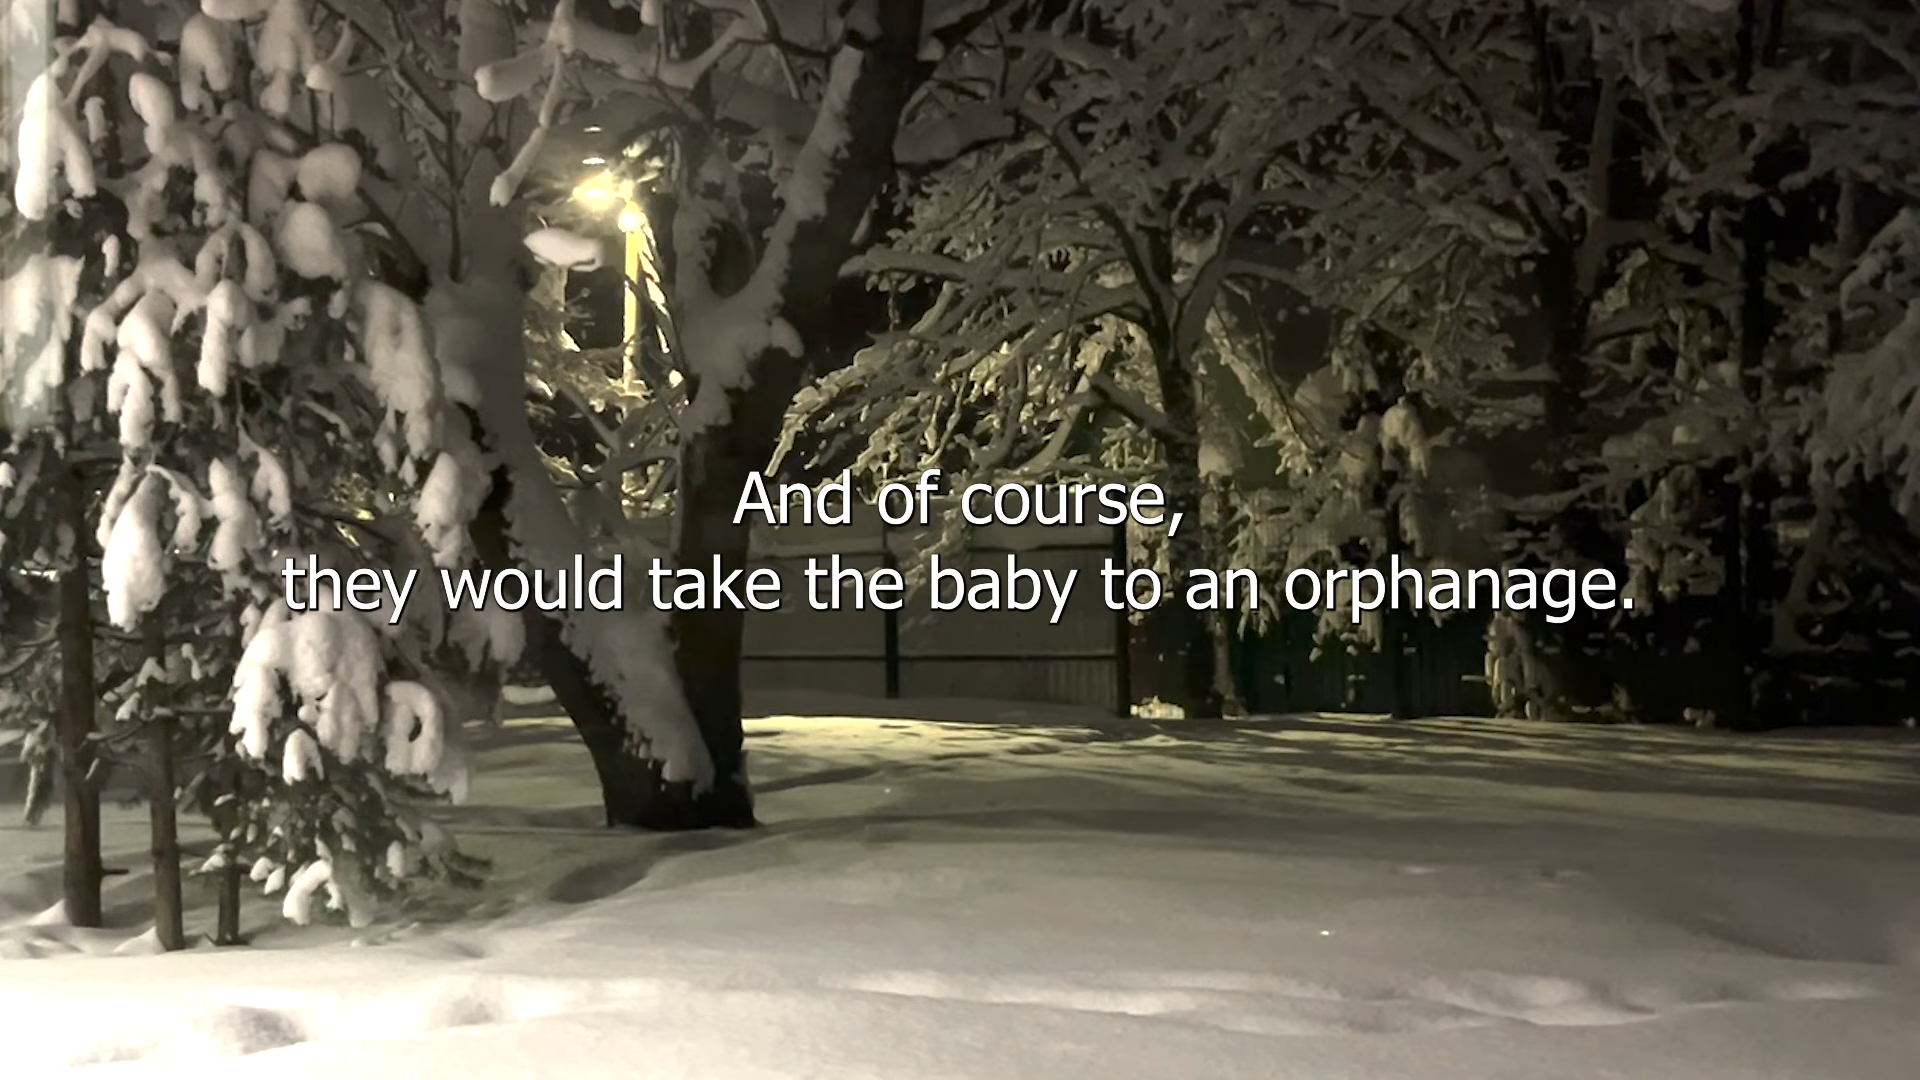 And of course,
they would take the baby to an orphanage.